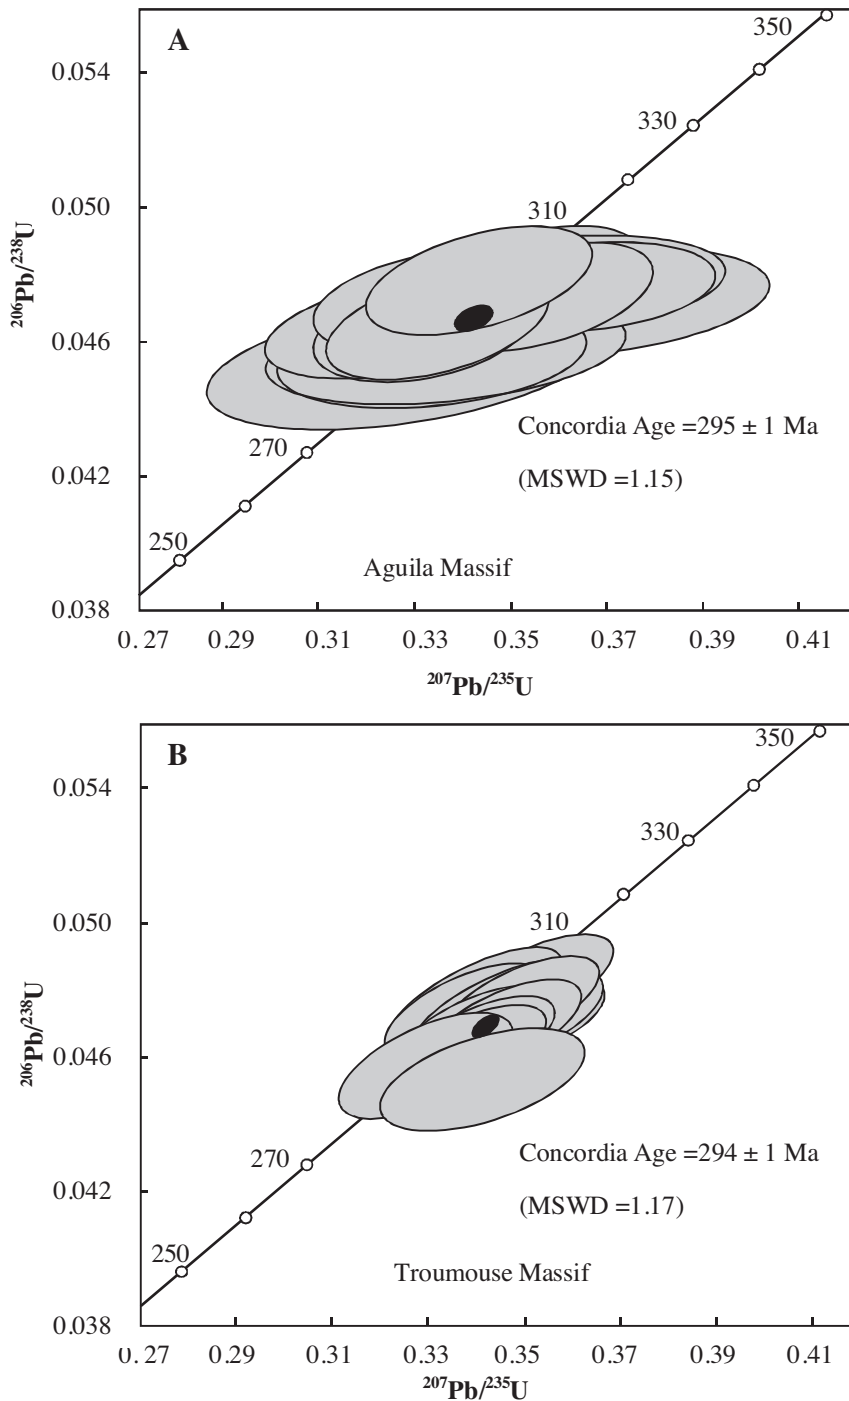 A
350
0.054
330
0.050
310
²⁰⁶Pb/²³⁸U
0.046
Concordia Age =295 ± 1 Ma
270
(MSWD =1.15)
0.042
250
Aguila Massif
0.038
0.27 0.29 0.31 0.33 0.35 0.37 0.39 0.41
²⁰⁷Pb/²³⁵U
B
350
0.054
330
0.050
310
²⁰⁶Pb/²³⁸U
0.046
Concordia Age =294 ± 1 Ma
270
0.042
(MSWD =1.17)
250
Troumouse Massif
0.038
0.27 0.29 0.31 0.33 0.35 0.37 0.39 0.41
²⁰⁷Pb/²³⁵U